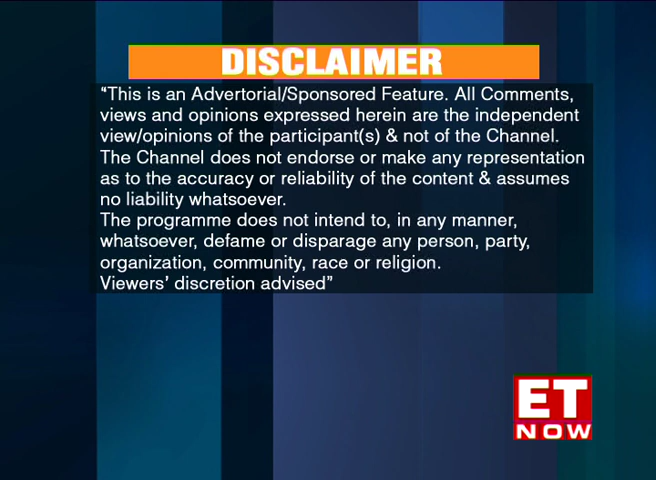 DISCLAIMER
“This is an Advertorial/Sponsored Feature. All Comments,
views and opinions expressed herein are the independent
view/opinions of the participant(s) & not of the Channel.
The Channel does not endorse or make any representation
as to the accuracy or reliability of the content & assumes
no liability whatsoever.
The programme does not intend to, in any manner,
whatsoever, defame or disparage any person, party,
organization, community, race or religion.
Viewers’ discretion advised”
ET
NOW